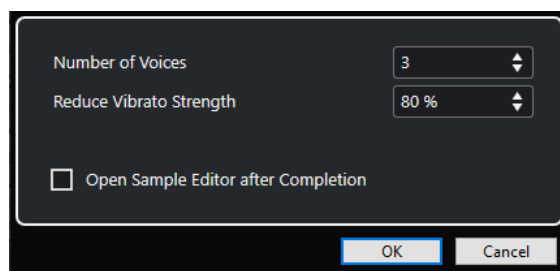 Number of Voices 3
Reduce Vibrato Strength 80 %
Open Sample Editor after Completion
OK Cancel